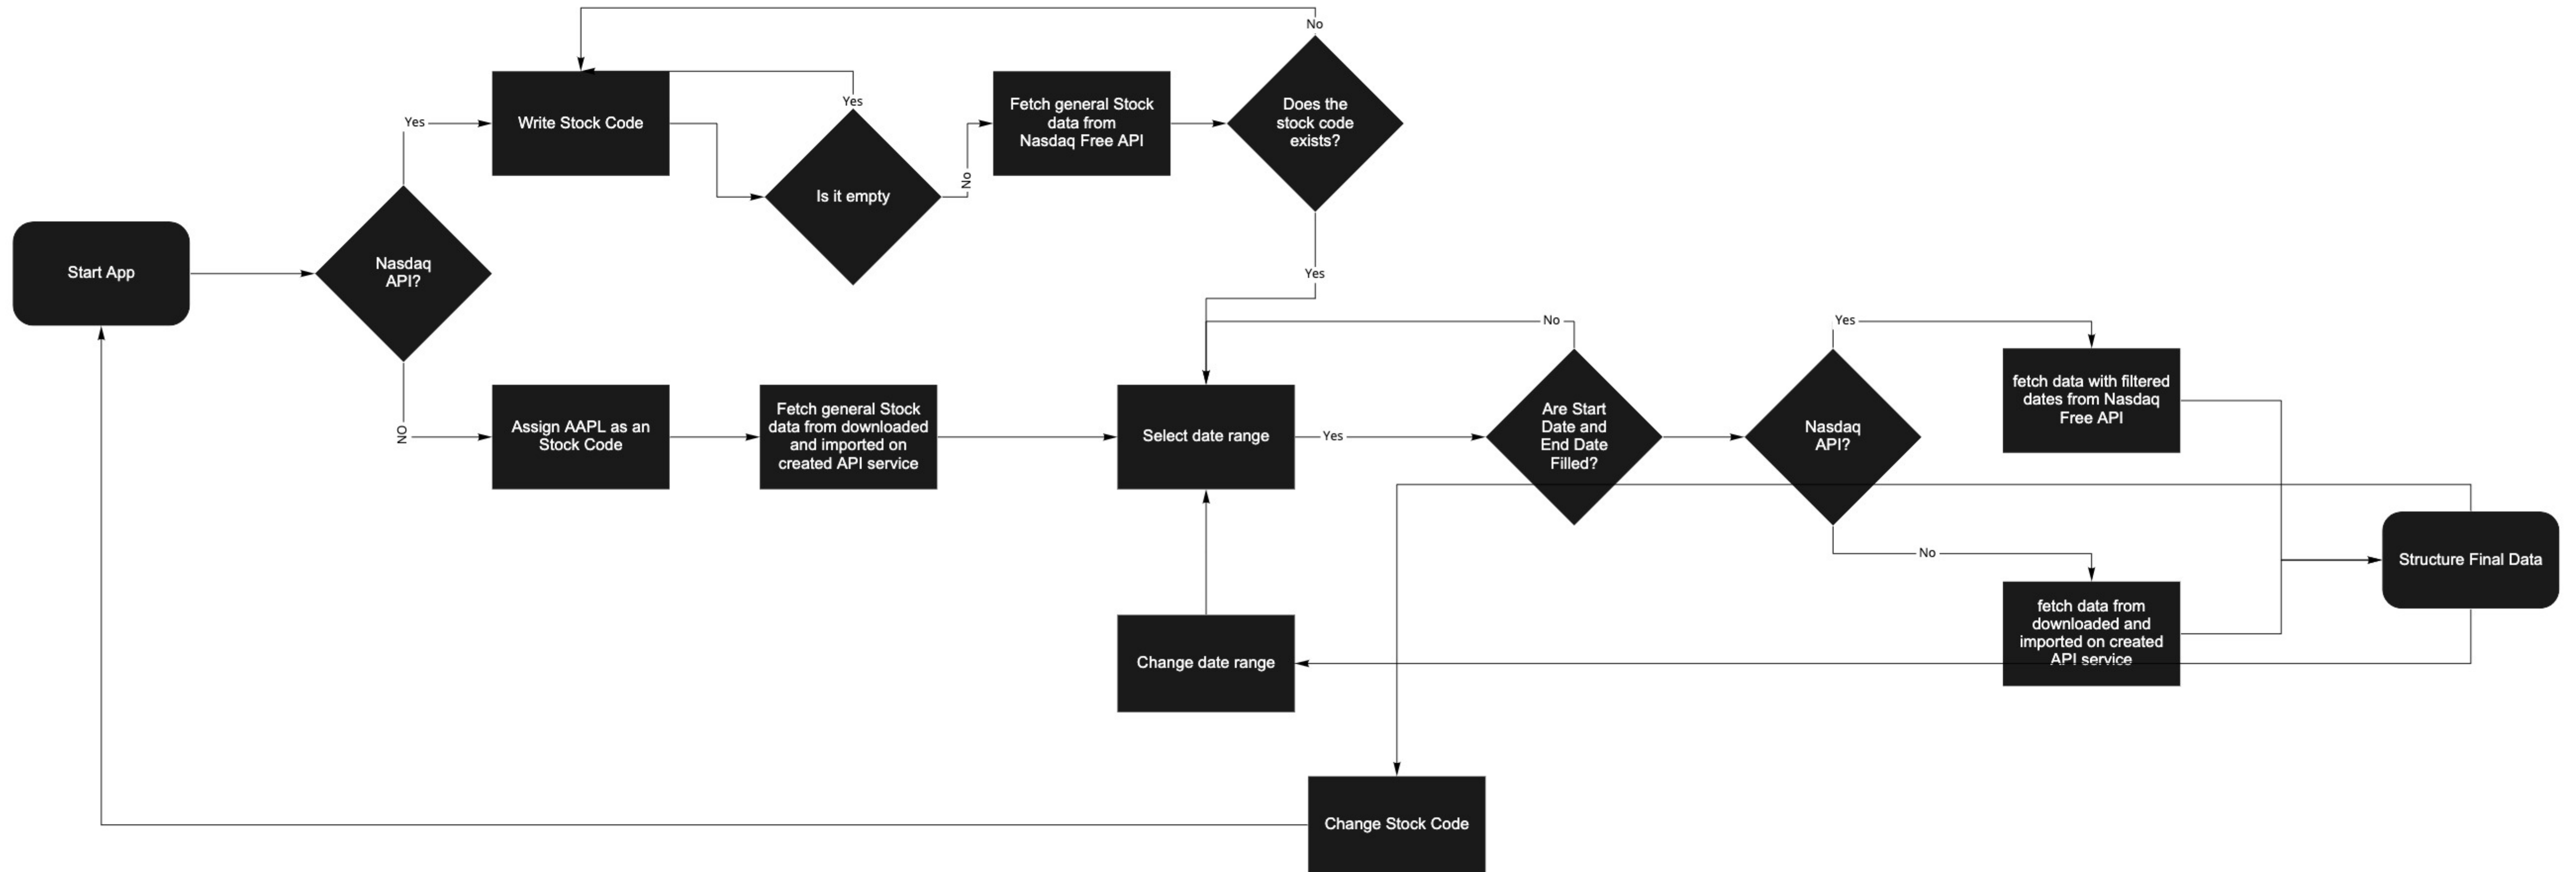 No
Yes
Write Stock Code
Yes
Is it empty
No
Fetch general Stock
data from
Nasdaq Free API
Does the
stock code
exists?
Yes
Start App
Nasdaq
API?
NO
Assign AAPL as an
Stock Code
Fetch general Stock
data from downloaded
and imported on
created API service
Select date range
Yes
No
Are Start
Date and
End Date
Filled?
Nasdaq
API?
Yes
fetch data with filtered
dates from Nasdaq
Free API
No
fetch data from
downloaded and
imported on created
API service
Structure Final Data
Change date range
Change Stock Code